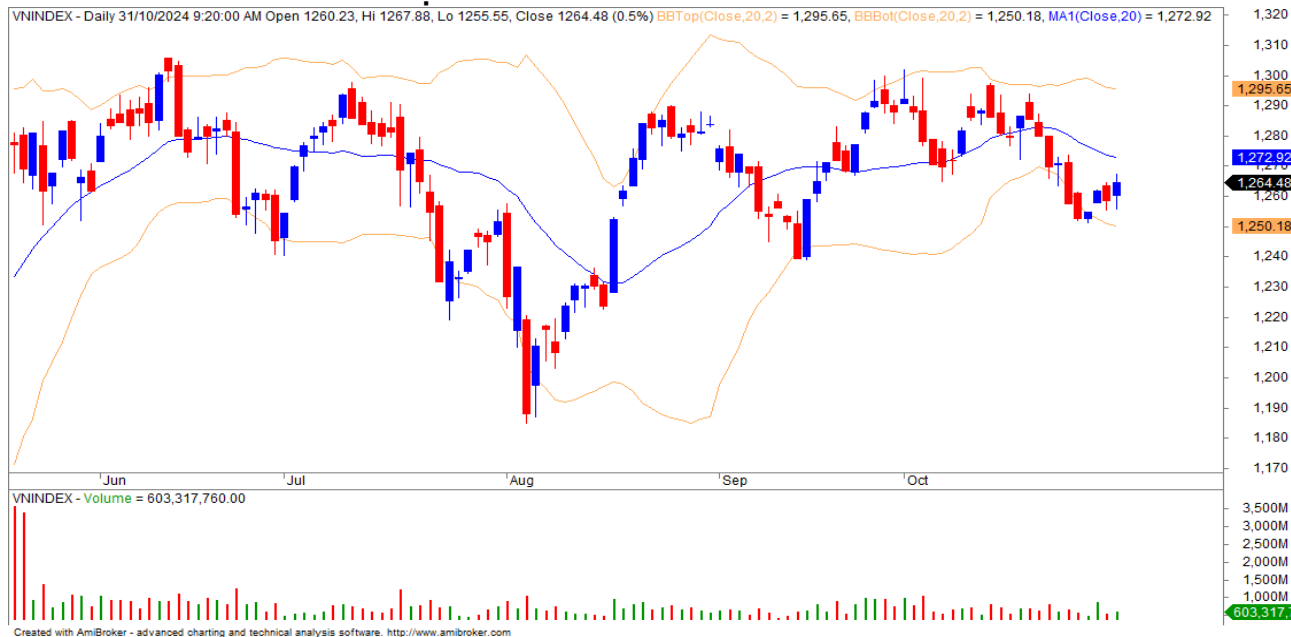 VNINDEX - Daily 31/10/2024 9:20:00 AM Open 1260.23, Hi 1267.88, Lo 1255.55, Close 1264.48 (0.5%) BBTop(Close,20,2) = 1,295.65, BBBot(Close,20,2) = 1,250.18, MA1(Close,20) = 1,272.92
1,320
1,310
1,300
1,295.65
1,290
1,280
1,272.92
1,270
1,264.48
1,260
1,250.18
1,240
1,230
1,220
1,210
1,200
1,190
1,180
1,170
Jun Jul Aug Sep Oct
VNINDEX - Volume = 603,317,760.00
3,500M
3,000M
2,500M
2,000M
1,500M
1,000M
603,317,
Created with AmiBroker - advanced charting and technical analysis software. http://www.amibroker.com